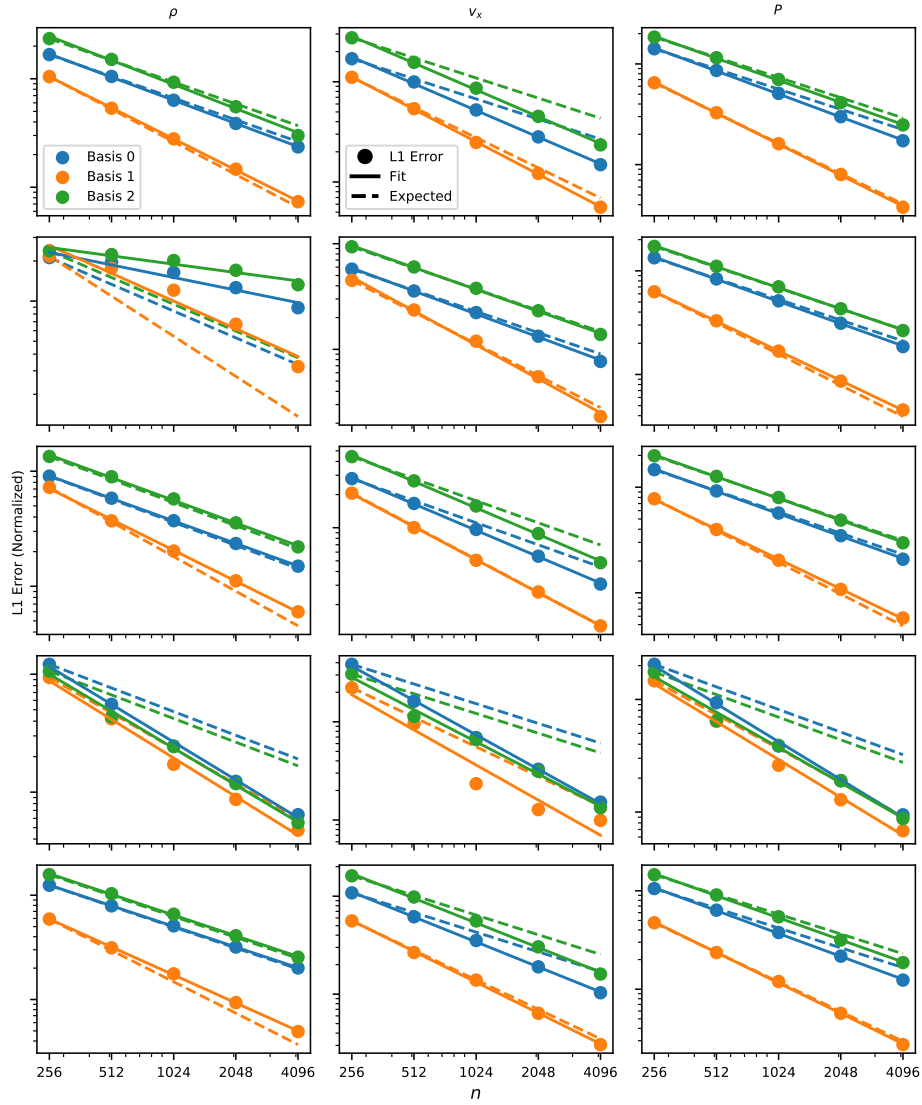 ρ
v_x
P
Basis 0
Basis 1
Basis 2
L1 Error
Fit
Expected
L1 Error (Normalized)
256 512 1024 2048 4096
256 512 1024 2048 4096
256 512 1024 2048 4096
n